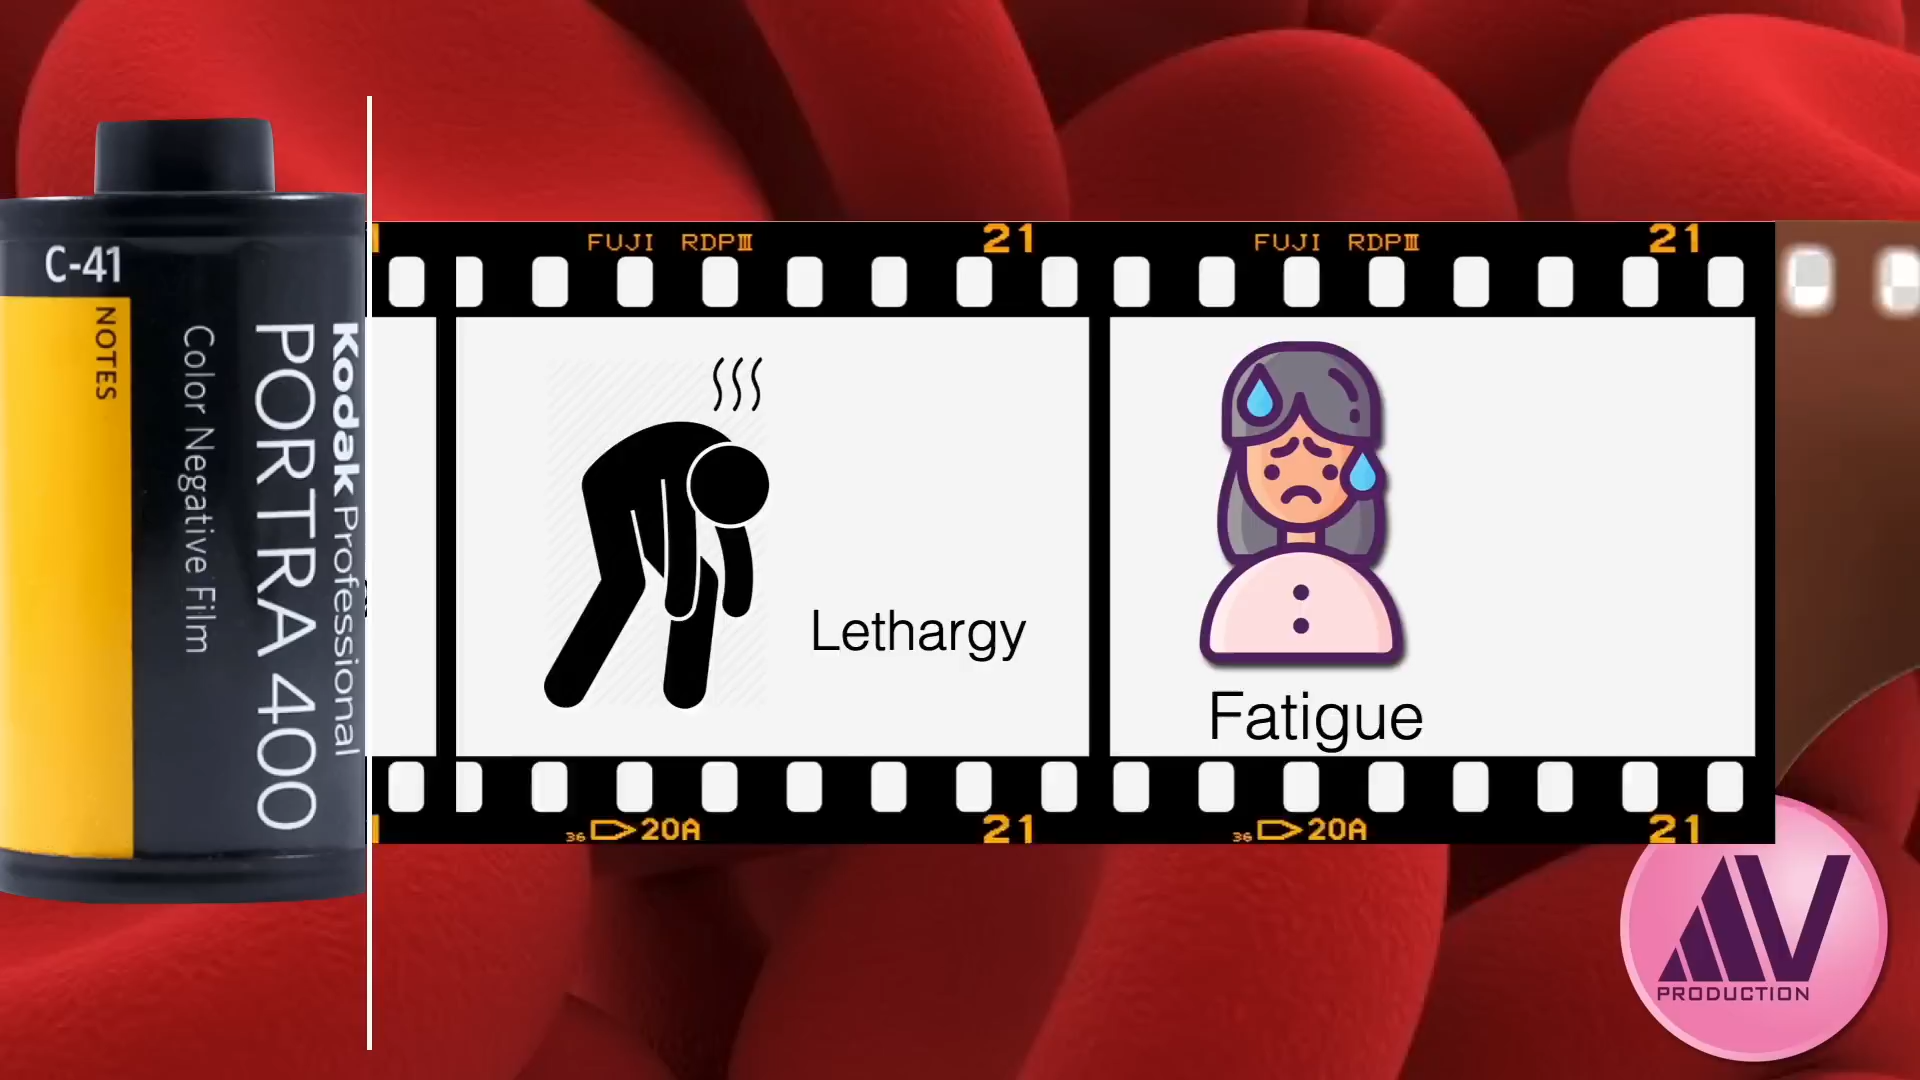 C-41
NOTES
Color Negative Film
PORTRA 400
Kodak Professional
FUJI RDPIII
21
FUJI RDPIII
21
Lethargy
Fatigue
36
20A
21
36
20A
21
AV
PRODUCTION